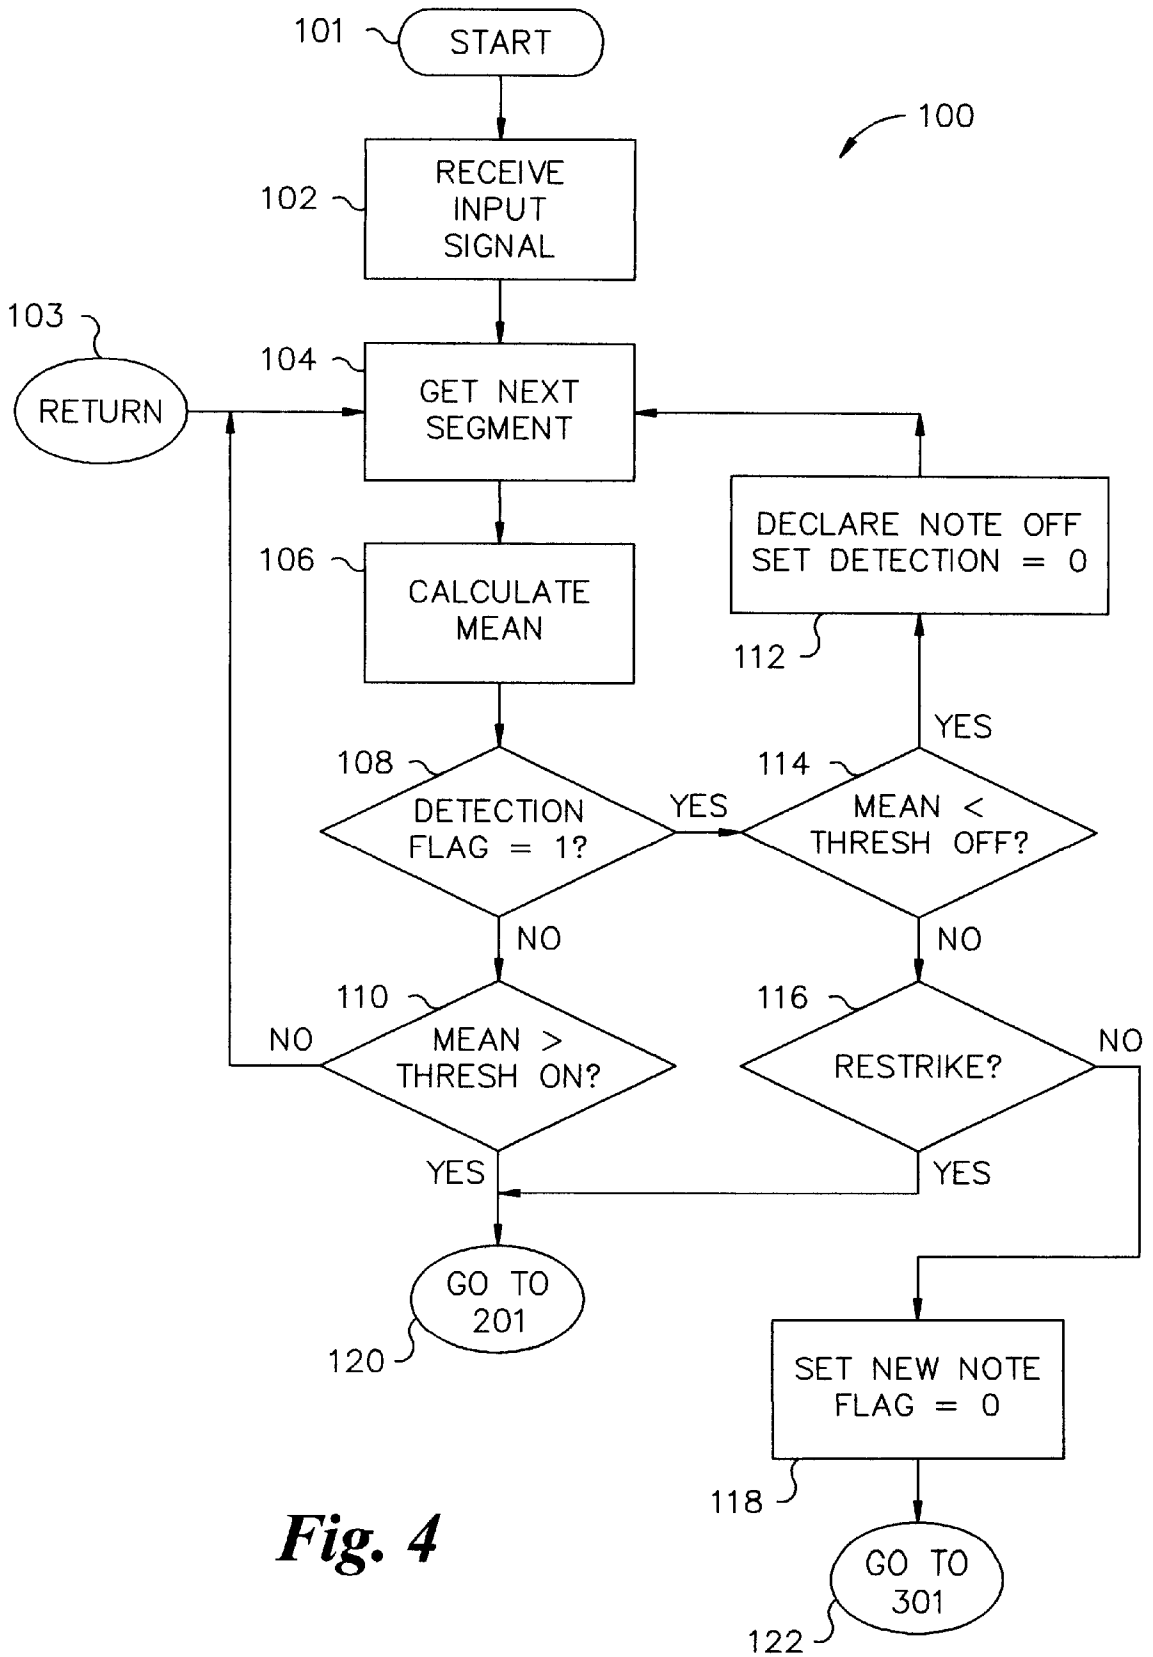 101
START
100
102
RECEIVE
INPUT
SIGNAL
103
RETURN
104
GET NEXT
SEGMENT
106
CALCULATE
MEAN
DECLARE NOTE OFF
SET DETECTION = 0
112
108
DETECTION
FLAG = 1?
YES
114
MEAN <
THRESH OFF?
YES
NO
NO
110
MEAN >
THRESH ON?
NO
YES
116
RESTRIKE?
NO
YES
GO TO
201
120
SET NEW NOTE
FLAG = 0
118
GO TO
301
122
Fig. 4